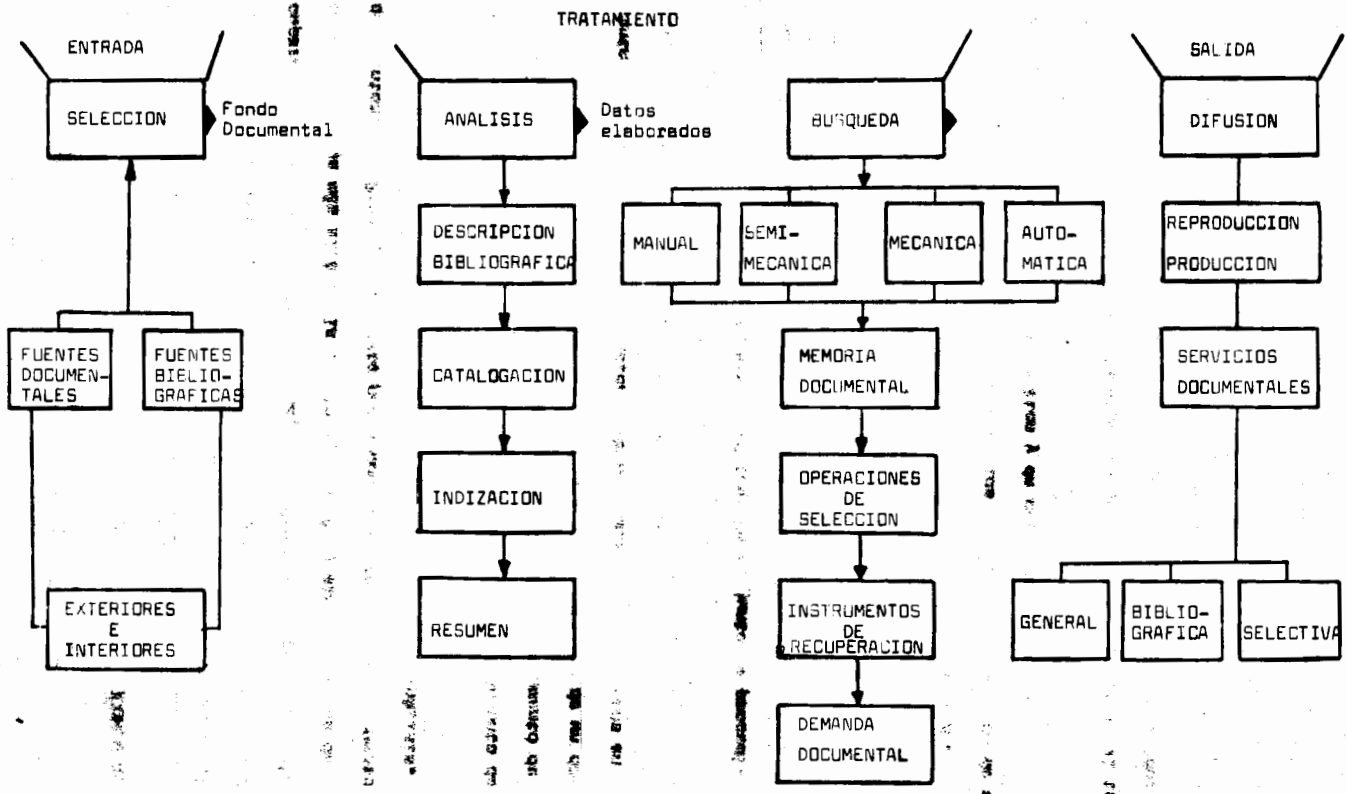 TRATAMIENTO
ENTRADA
SELECCION
Fondo
Documental
FUENTES
DOCUMEN-
TALES
FUENTES
BIBLIO-
GRAFICAS
EXTERIORES
E
INTERIORES
ANALISIS
Datos
elaborados
DESCRIPCION
BIBLIOGRAFICA
CATALOGACION
INDIZACION
RESUMEN
BUSQUEDA
MANUAL
SEMI-
MECANICA
MECANICA
AUTO-
MATICA
MEMORIA
DOCUMENTAL
OPERACIONES
DE
SELECCION
INSTRUMENTOS
DE
RECUPERACION
DEMANDA
DOCUMENTAL
SALIDA
DIFUSION
REPRODUCCION
PRODUCCION
SERVICIOS
DOCUMENTALES
GENERAL
BIBLIO-
GRAFICA
SELECTIVA